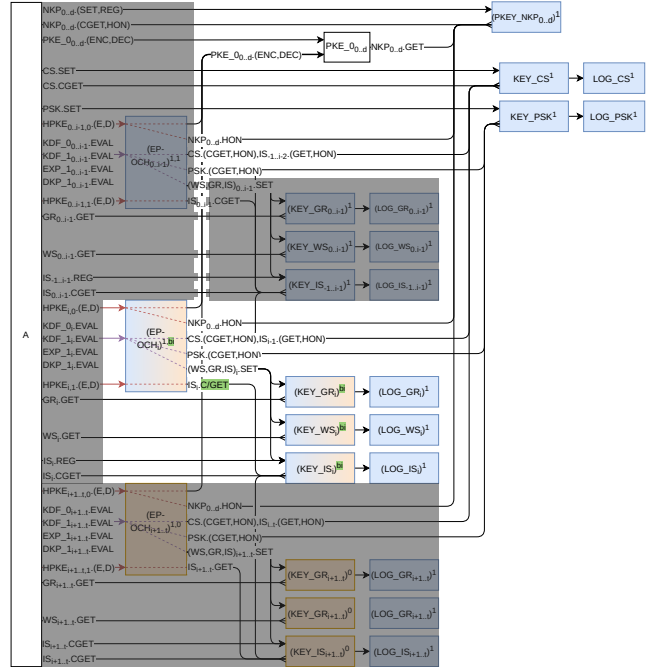 NKP0..d.(SET,REG)
NKP0..d.(CGET,HON)
PKE_00..d.(ENC,DEC)
PKE_00..d.(ENC,DEC)
PKE_00..d
NKP0..d.GET
(PKEY_NKP0..d)1
CS.SET
CS.CGET
KEY_CS1
LOG_CS1
PSK.SET
KEY_PSK1
LOG_PSK1
HPKE0..i-1,0.(E,D)
KDF_00..i-1.EVAL
KDF_10..i-1.EVAL
EXP_10..i-1.EVAL
DKP_10..i-1.EVAL
HPKE0..i-1,1.(E,D)
GR0..i-1.GET
(EP-
OCH0..i-1)1,1
NKP0..d.HON
CS.(CGET,HON),IS-1..i-2.(GET,HON)
PSK.(CGET,HON)
(WS,GR,IS)0..i-1.SET
IS0..i-1.CGET
(KEY_GR0..i-1)1
(LOG_GR0..i-1)1
WS0..i-1.GET
(KEY_WS0..i-1)1
(LOG_WS0..i-1)1
IS-1..i-1.REG
IS0..i-1.CGET
(KEY_IS-1..i-1)1
(LOG_IS-1..i-1)1
A
HPKEi,0.(E,D)
KDF_0i.EVAL
KDF_1i.EVAL
EXP_1i.EVAL
DKP_1i.EVAL
HPKEi,1.(E,D)
GRi.GET
(EP-
OCHi)1,bi
NKP0..d.HON
CS.(CGET,HON),ISi-1.(GET,HON)
PSK.(CGET,HON)
(WS,GR,IS)i.SET
ISi.C/GET
(KEY_GRi)bi
(LOG_GRi)1
WSi.GET
(KEY_WSi)bi
(LOG_WSi)1
ISi.REG
ISi.CGET
(KEY_ISi)bi
(LOG_ISi)1
HPKEi+1..t,0.(E,D)
KDF_0i+1..t.EVAL
KDF_1i+1..t.EVAL
EXP_1i+1..t.EVAL
DKP_1i+1..t.EVAL
HPKEi+1..t,1.(E,D)
GRi+1..t.GET
(EP-
OCHi+1..t)1,0
NKP0..d.HON
CS.(CGET,HON),ISi..t.(GET,HON)
PSK.(CGET,HON)
(WS,GR,IS)i+1..t.SET
ISi+1..t.GET
(KEY_GRi+1..t)0
(LOG_GRi+1..t)1
WSi+1..t.GET
(KEY_GRi+1..t)0
(LOG_GRi+1..t)1
ISi+1..t.CGET
ISi+1..t.CGET
(KEY_ISi+1..t)0
(LOG_ISi+1..t)1